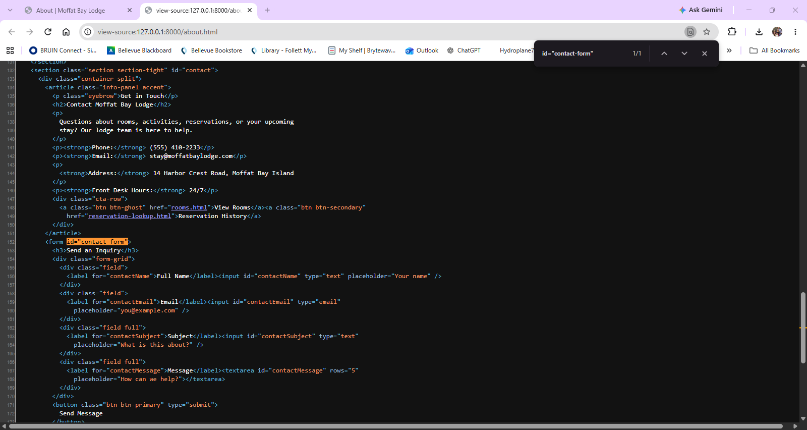 About | Moffat Bay Lodge
view-source:127.0.0.1:8000/abou
Ask Gemini
view-source:127.0.0.1:8000/about.html
BRUIN Connect - Si...
Bellevue Blackboard
Bellevue Bookstore
Library - Follett My...
My Shelf | Brytewav...
Outlook
ChatGPT
Hydroplane7
»
All Bookmarks
id="contact-form"
1/1
</section>
<section class="section section-tight" id="contact">
<div class="container split">
<article class="info-panel accent">
<p class="eyebrow">Get in Touch</p>
<h2>Contact Moffat Bay Lodge</h2>
<p>
Questions about rooms, activities, reservations, or your upcoming
stay/ Our lodge team is here to help.
</p>
<p><strong>Phone:</strong> (555) 410-2233</p>
<p><strong>Email:</strong> stay@moffatbaylodge.com</p>
<p>
<strong>Address:</strong> 14 Harbor Crest Road, Moffat Bay Island
</p>
<p><strong>Front Desk Hours:</strong> 24/7</p>
<div class="cta-row">
<a class="btn btn-ghost" href="rooms.html">View Rooms</a><a class="btn btn-secondary"
href="reservation-lookup.html">Reservation History</a>
</div>
</article>
<form id="contact-form">
<h3>Send an Inquiry</h3>
<div class="form-grid">
<div class="field">
<label for="contactName">Full Name</label><input id="contactName" type="text" placeholder="Your name" />
</div>
<div class="field">
<label for="contactEmail">Email</label><input id="contactEmail" type="email"
placeholder="you@example.com" />
</div>
<div class="field full">
<label for="contactSubject">Subject</label><input id="contactSubject" type="text"
placeholder="What is this about?" />
</div>
<div class="field full">
<label for="contactMessage">Message</label><textarea id="contactMessage" rows="5"
placeholder="How can we help?"></textarea>
</div>
</div>
<button class="btn btn-primary" type="submit">
Send Message
</button>